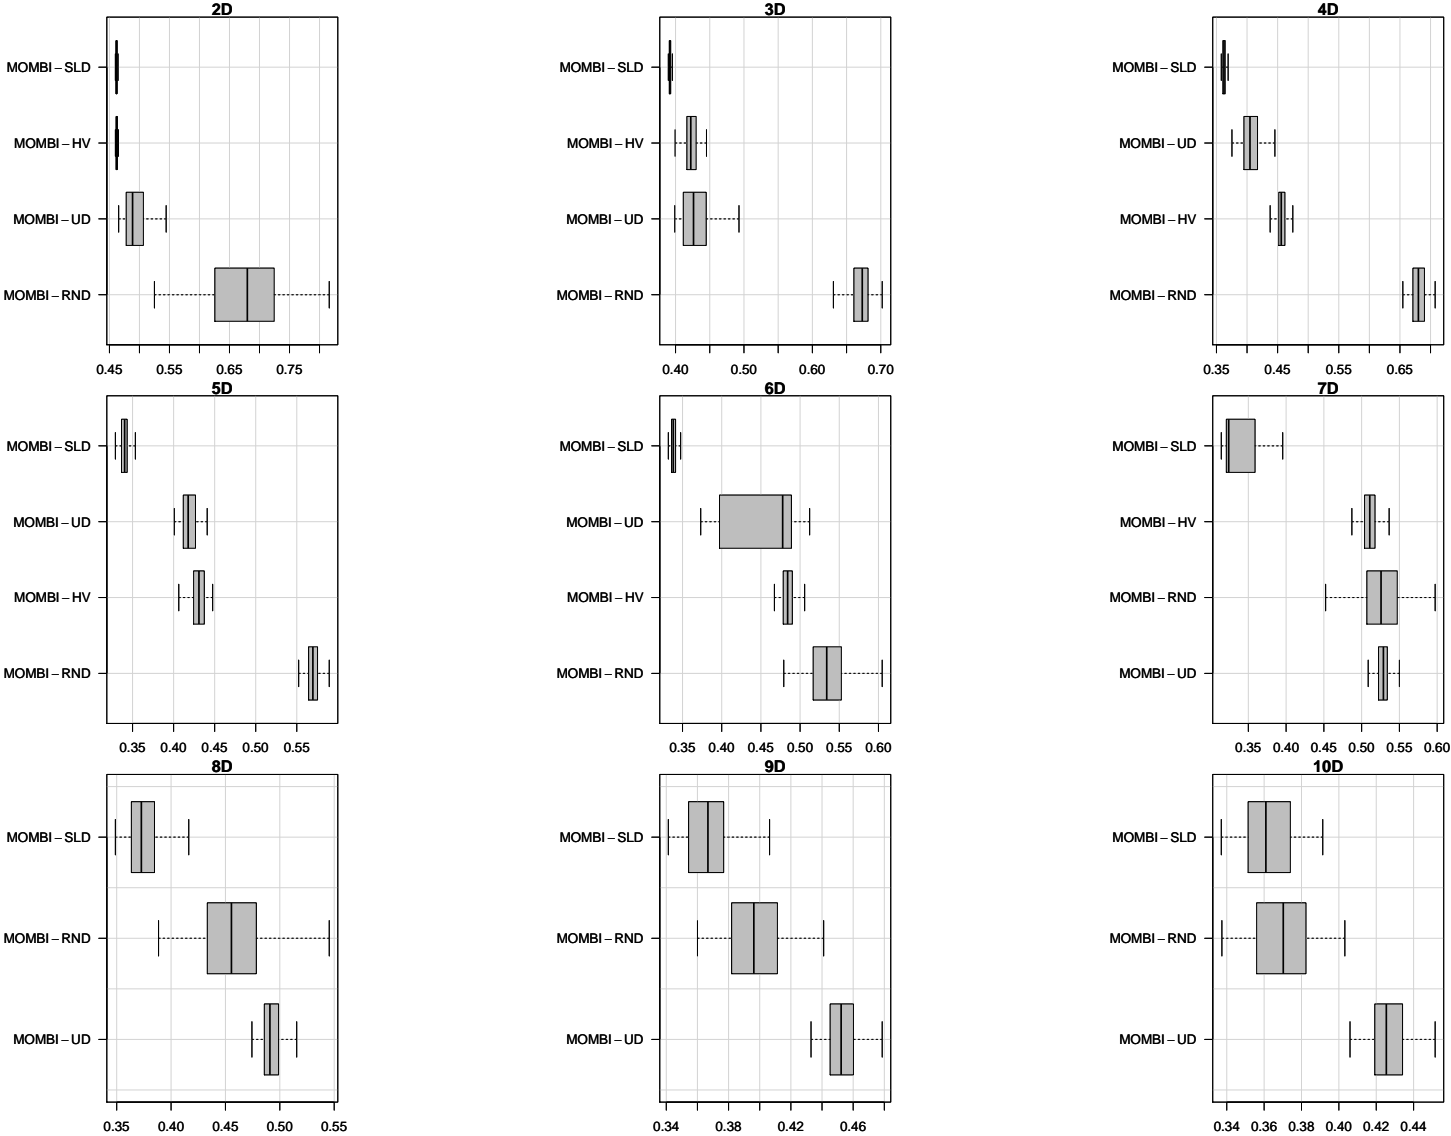 2D
MOMBI-SLD
MOMBI-HV
MOMBI-UD
MOMBI-RND
0.45 0.55 0.65 0.75
3D
MOMBI-SLD
MOMBI-HV
MOMBI-UD
MOMBI-RND
0.40 0.50 0.60 0.70
4D
MOMBI-SLD
MOMBI-UD
MOMBI-HV
MOMBI-RND
0.35 0.45 0.55 0.65
5D
MOMBI-SLD
MOMBI-UD
MOMBI-HV
MOMBI-RND
0.35 0.40 0.45 0.50 0.55
6D
MOMBI-SLD
MOMBI-UD
MOMBI-HV
MOMBI-RND
0.35 0.40 0.45 0.50 0.55 0.60
7D
MOMBI-SLD
MOMBI-HV
MOMBI-RND
MOMBI-UD
0.35 0.40 0.45 0.50 0.55 0.60
8D
MOMBI-SLD
MOMBI-RND
MOMBI-UD
0.35 0.40 0.45 0.50 0.55
9D
MOMBI-SLD
MOMBI-RND
MOMBI-UD
0.34 0.38 0.42 0.46
10D
MOMBI-SLD
MOMBI-RND
MOMBI-UD
0.34 0.36 0.38 0.40 0.42 0.44